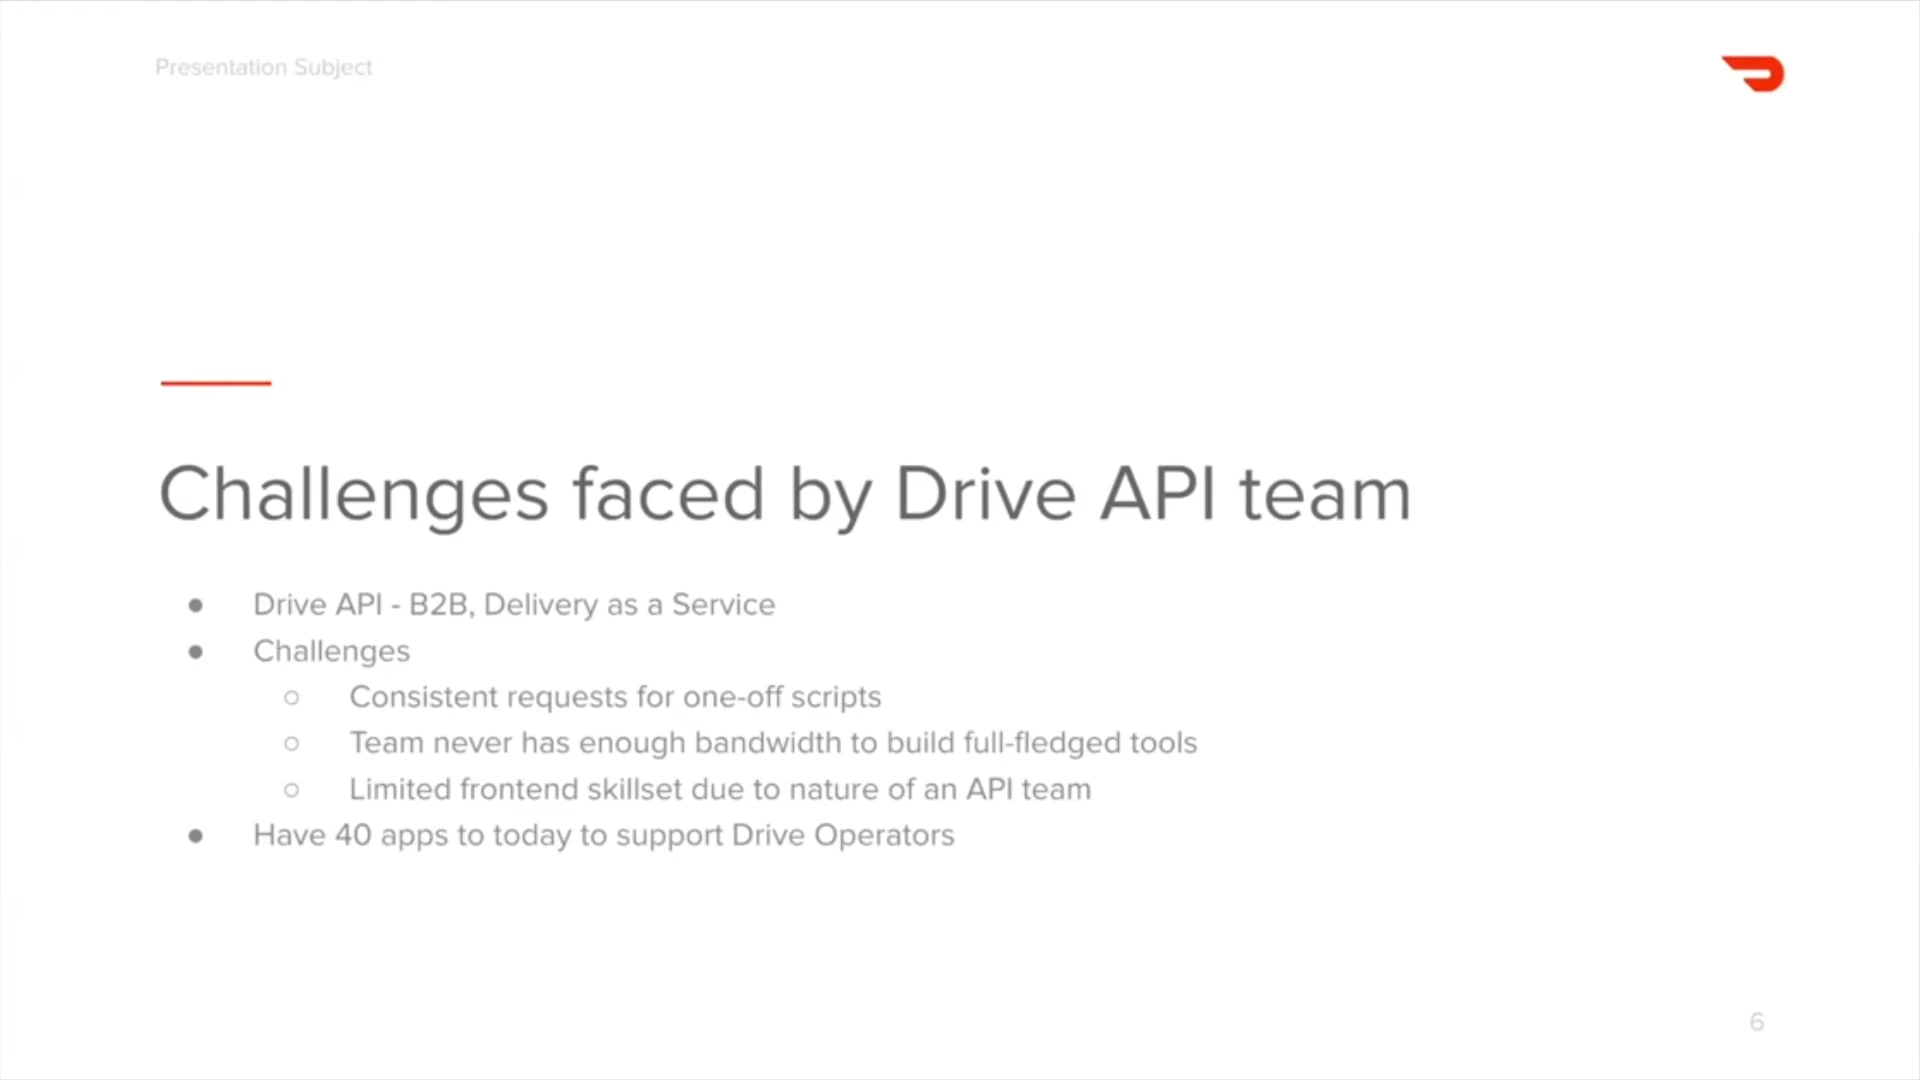 Presentation Subject
Challenges faced by Drive API team
● Drive API - B2B, Delivery as a Service
● Challenges
○ Consistent requests for one-off scripts
○ Team never has enough bandwidth to build full-fledged tools
○ Limited frontend skillset due to nature of an API team
● Have 40 apps to today to support Drive Operators
6